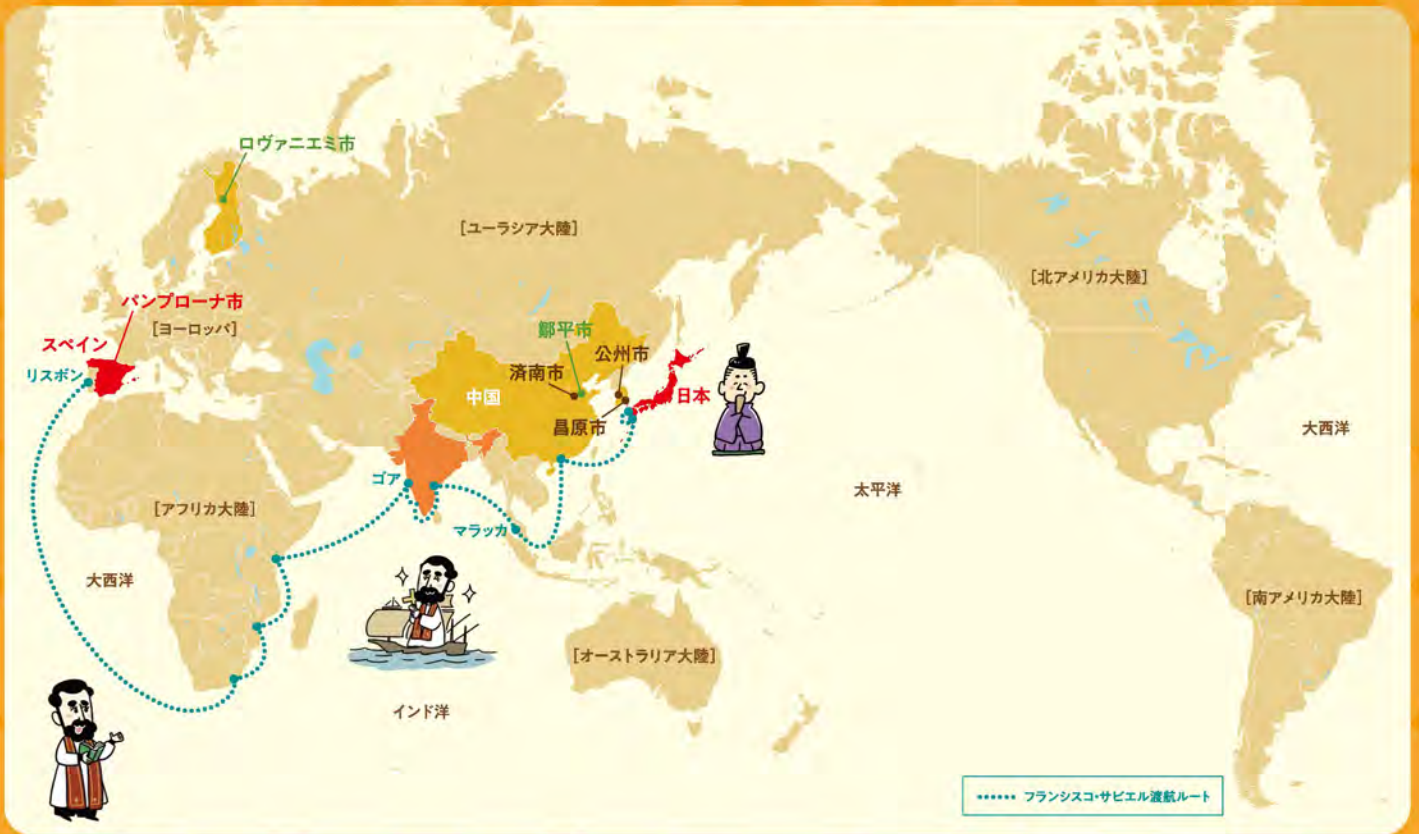 ロヴァニエミ市
[ユーラシア大陸]
[北アメリカ大陸]
パンプローナ市
[ヨーロッパ]
スペイン
リスボン
鄒平市
公州市
済南市
中国
日本
昌原市
大西洋
ゴア
太平洋
[アフリカ大陸]
マラッカ
大西洋
[南アメリカ大陸]
[オーストラリア大陸]
インド洋
フランシスコ・サビエル渡航ルート